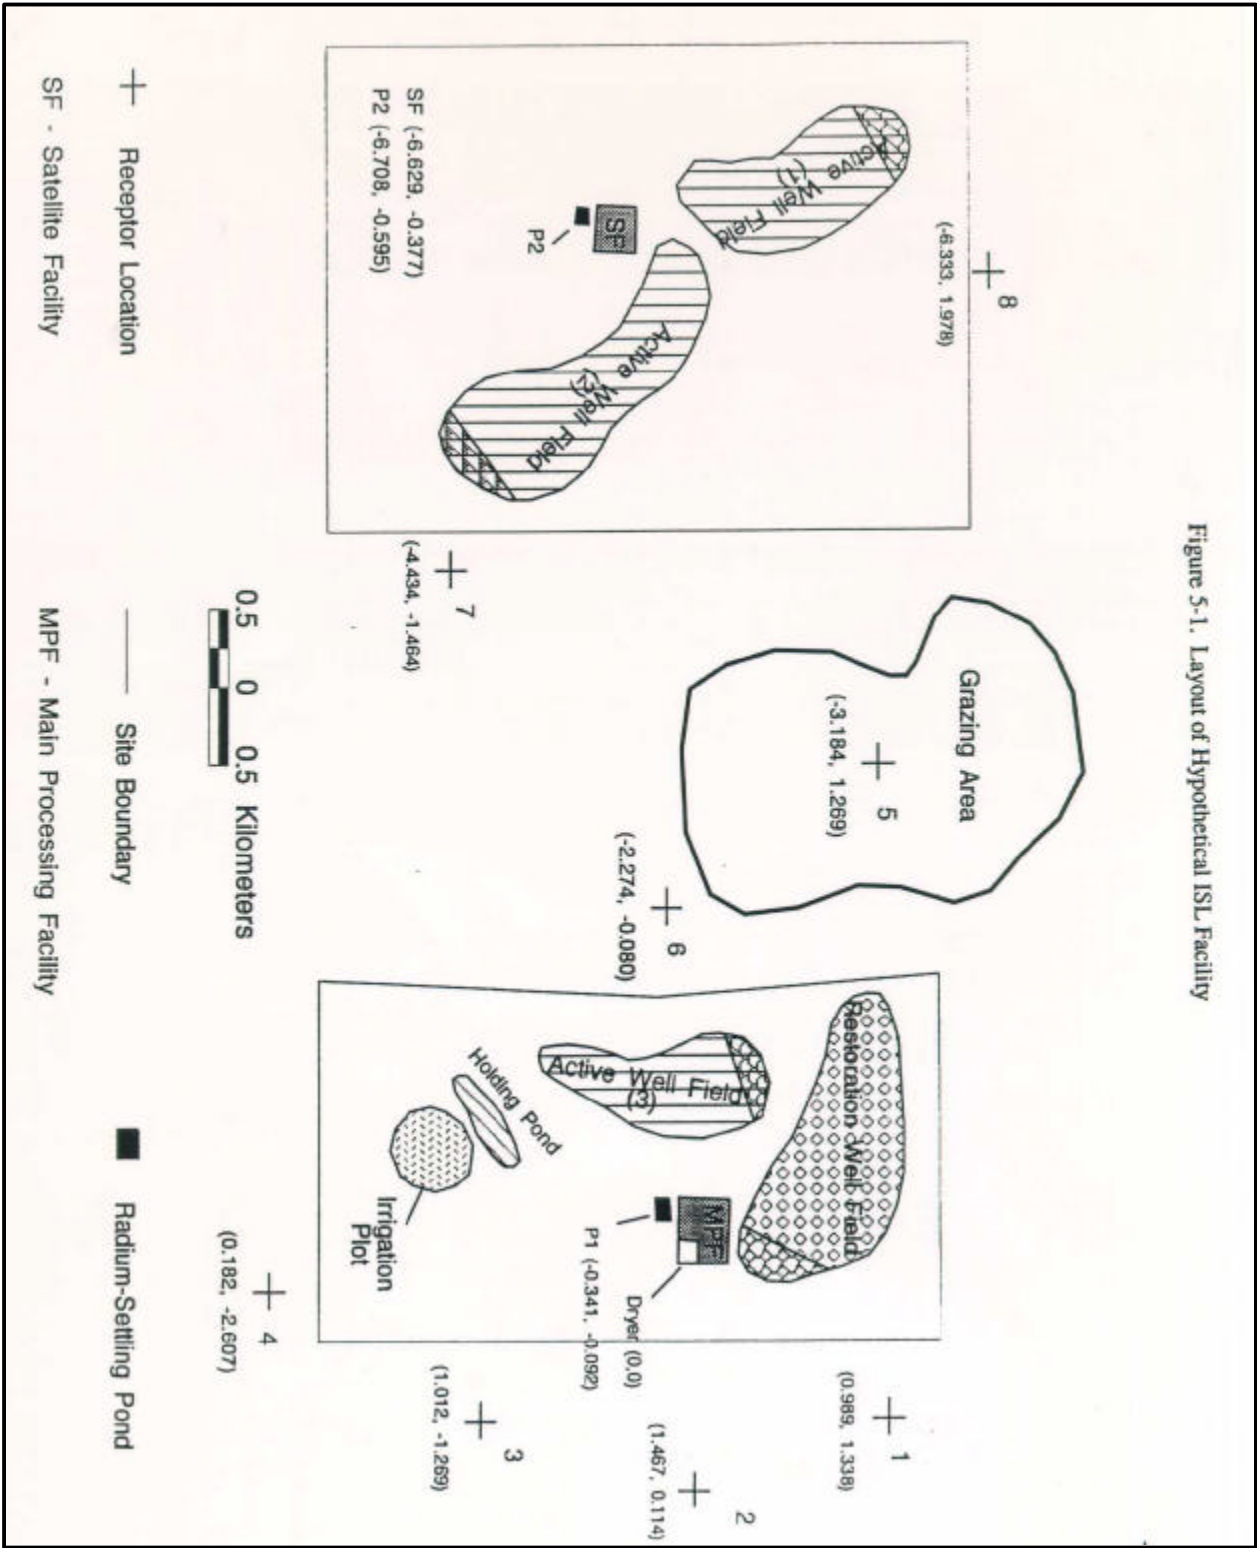 Figure 5-1. Layout of Hypothetical ISL Facility
8
(-6.333, 1.978)
Active Well Field
(1)
SF
P2
SF (-6.629, -0.377)
P2 (-6.708, -0.595)
Active Well Field
(2)
7
(-4.434, -1.464)
Grazing Area
5
(-3.184, 1.269)
6
(-2.274, -0.080)
Restoration Well Field
Active Well Field
(3)
Holding Pond
Irrigation
Plot
MPF
Dryer (0,0)
P1 (-0.341, -0.092)
1
(0.989, 1.338)
2
(1.467, 0.114)
3
(1.012, -1.269)
4
(0.182, -2.607)
0.5 0 0.5 Kilometers
Receptor Location
Site Boundary
Radium-Settling Pond
SF - Satellite Facility
MPF - Main Processing Facility